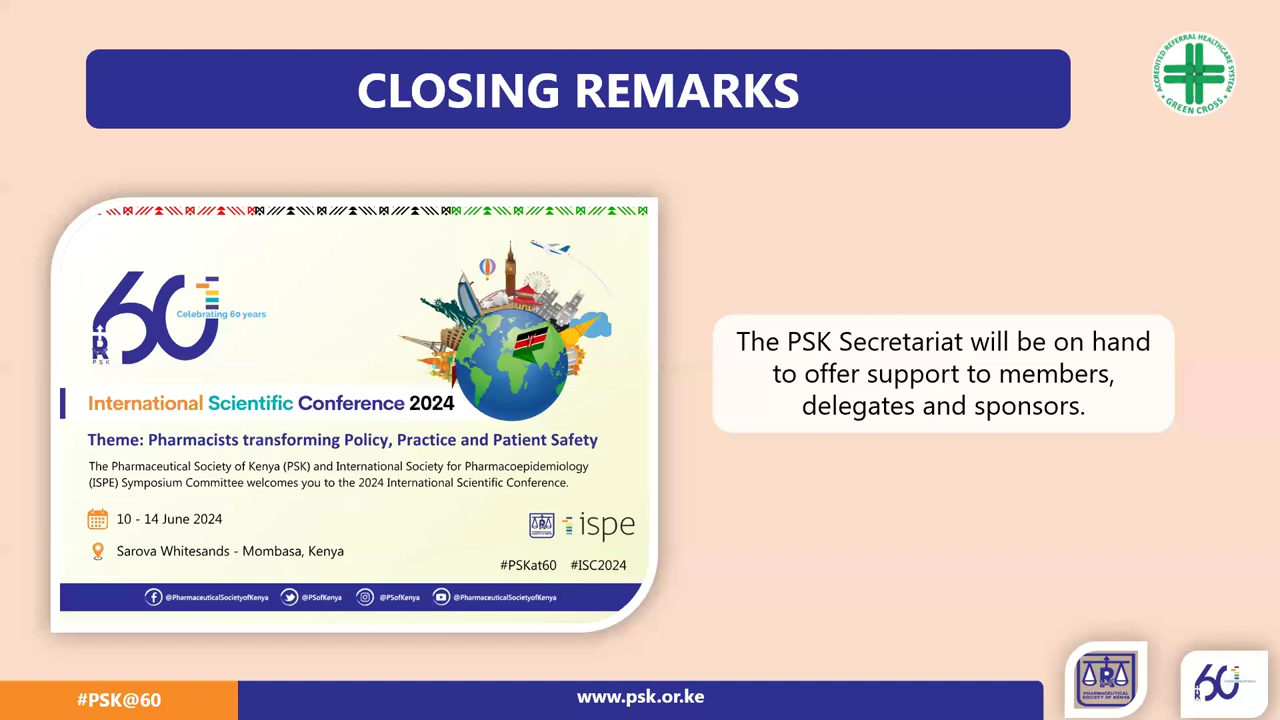 CLOSING REMARKS
ACCREDITED REFERRAL HEALTHCARE SYSTEM
GREEN CROSS
60
Celebrating 60 years
PSK
International Scientific Conference 2024
Theme: Pharmacists transforming Policy, Practice and Patient Safety
The Pharmaceutical Society of Kenya (PSK) and International Society for Pharmacoepidemiology
(ISPE) Symposium Committee welcomes you to the 2024 International Scientific Conference.
10 - 14 June 2024
ispe
Sarova Whitesands - Mombasa, Kenya
#PSKat60 #ISC2024
@PharmaceuticalSocietyofKenya @PSofKenya @PSofKenya @PharmaceuticalSocietyofKenya
The PSK Secretariat will be on hand
to offer support to members,
delegates and sponsors.
#PSK@60
www.psk.or.ke
PHARMACEUTICAL
SOCIETY OF KENYA
60